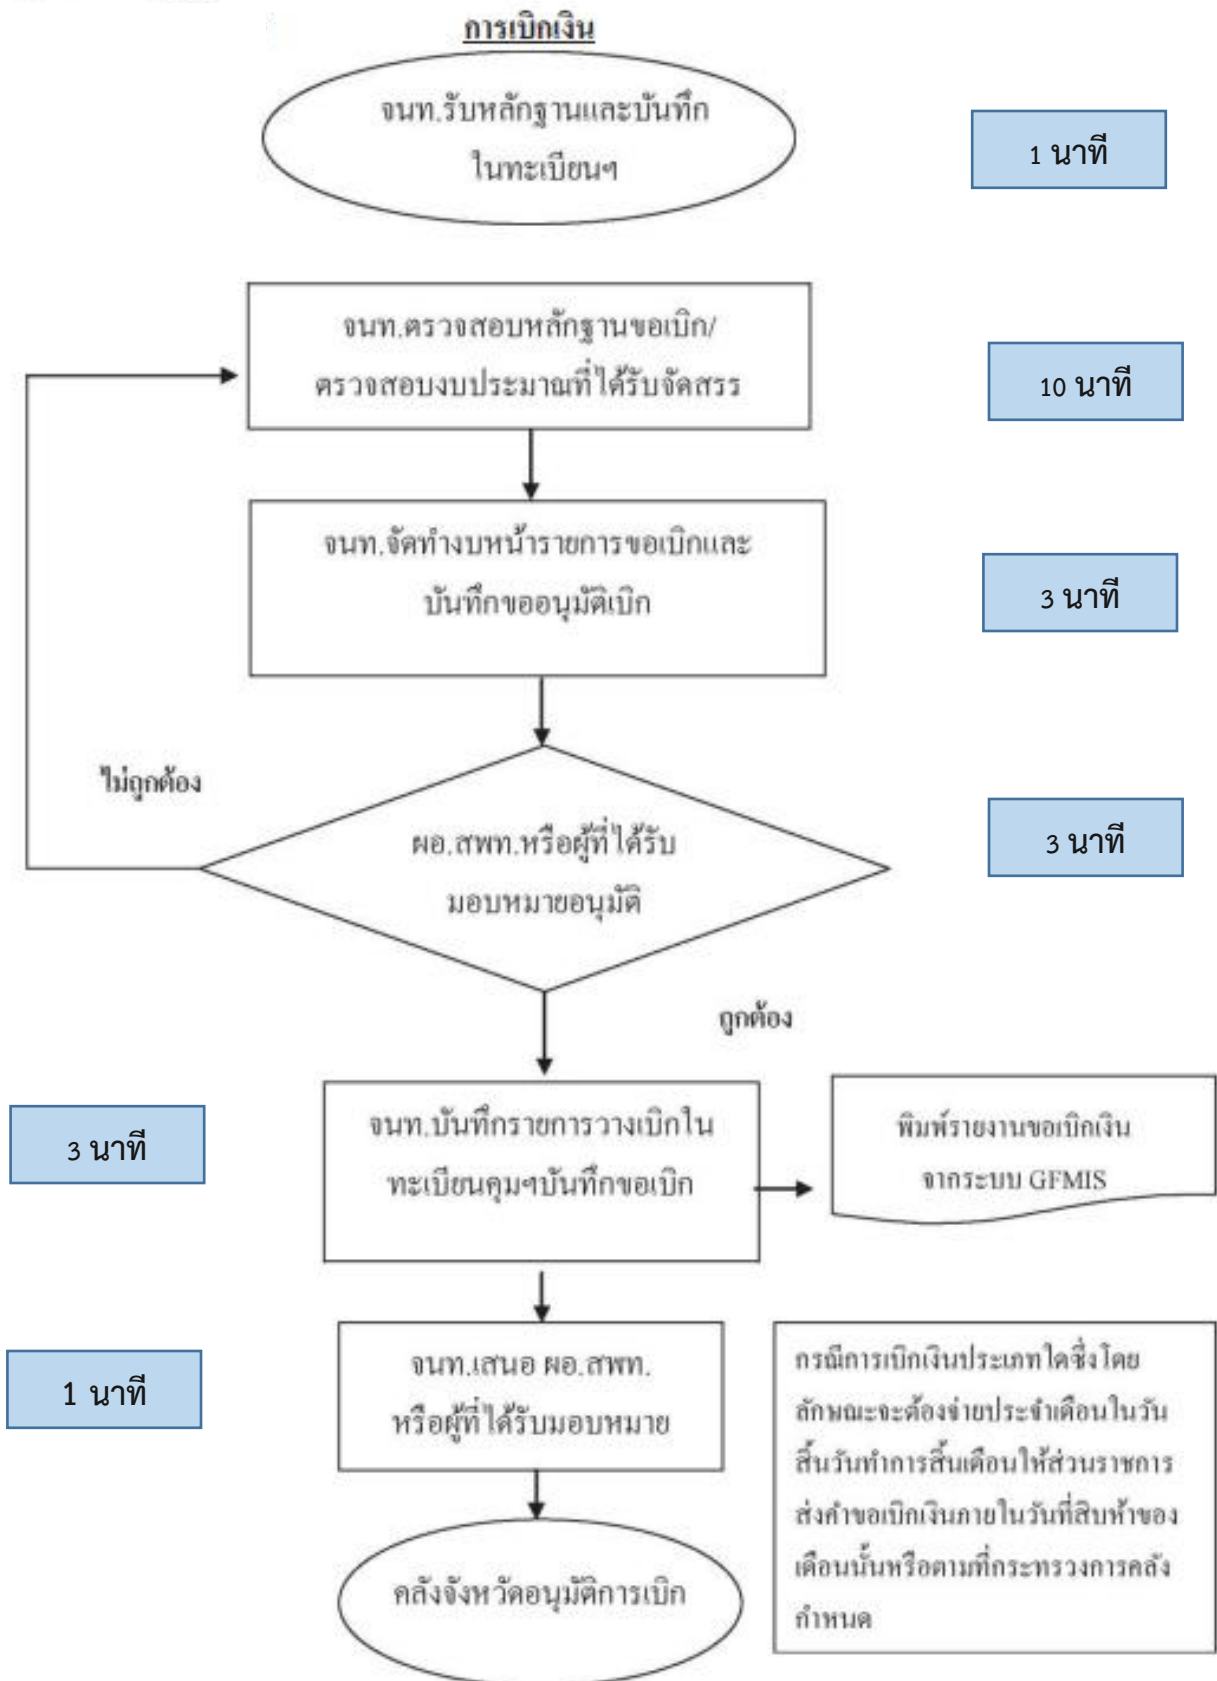 การเบิกเงิน
จนท.รับหลักฐานและบันทึก
ในทะเบียนฯ
1 นาที
จนท.ตรวจสอบหลักฐานขอเบิก/
ตรวจสอบงบประมาณที่ได้รับจัดสรร
10 นาที
จนท.จัดทำงบหน้ารายการขอเบิกและ
บันทึกขออนุมัติเบิก
3 นาที
ไม่ถูกต้อง
ผอ.สพท.หรือผู้ที่ได้รับ
มอบหมายอนุมัติ
3 นาที
ถูกต้อง
3 นาที
จนท.บันทึกรายการวางเบิกใน
ทะเบียนคุมฯบันทึกขอเบิก
พิมพ์รายงานขอเบิกเงิน
จากระบบ GFMIS
1 นาที
จนท.เสนอ ผอ.สพท.
หรือผู้ที่ได้รับมอบหมาย
กรณีการเบิกเงินประเภทใดซึ่งโดย
ลักษณะจะต้องจ่ายประจำเดือนในวัน
สิ้นวันทำการสิ้นเดือนให้ส่วนราชการ
ส่งคำขอเบิกเงินภายในวันที่สิบห้าของ
เดือนนั้นหรือตามที่กระทรวงการคลัง
กำหนด
คลังจังหวัดอนุมัติการเบิก